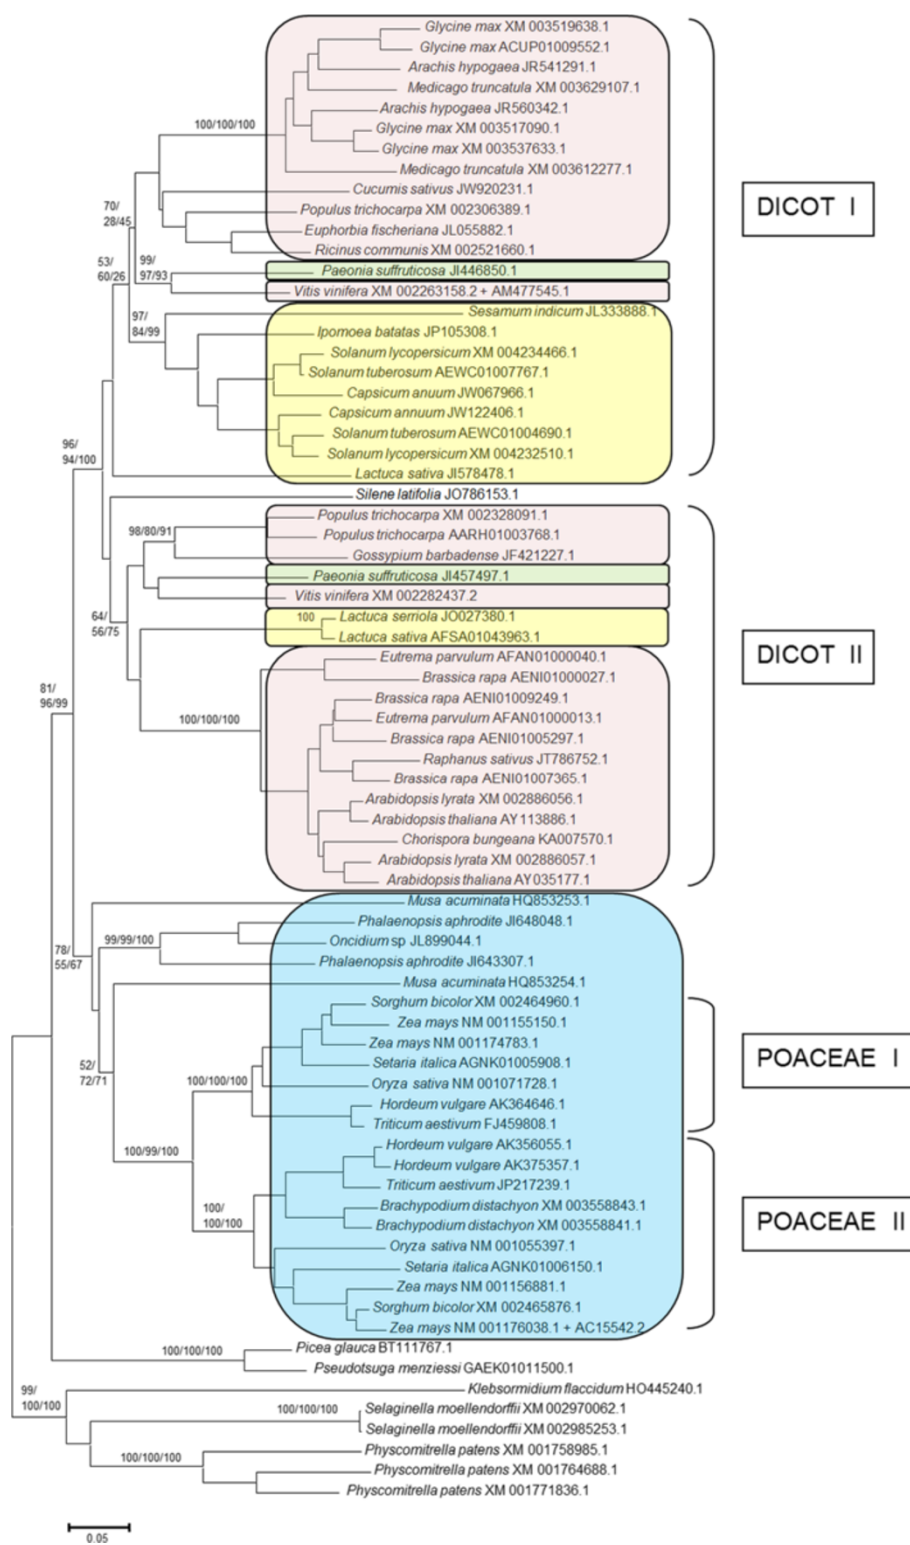 Glycine max XM 003519638.1
Glycine max ACUP01009552.1
Arachis hypogaea JR541291.1
Medicago truncatula XM 003629107.1
Arachis hypogaea JR560342.1
100/100/100
Glycine max XM 003517090.1
Glycine max XM 003537633.1
Medicago truncatula XM 003612277.1
Cucumis sativus JW920231.1
DICOT I
70/
28/45
Populus trichocarpa XM 002306389.1
Euphorbia fischeriana JL055882.1
Ricinus communis XM 002521660.1
53/
60/26
99/
97/93
Paeonia suffruticosa JI446850.1
Vitis vinifera XM 002263158.2 + AM477545.1
Sesamum indicum JL333888.1
97/
84/99
Ipomoea batatas JP105308.1
Solanum lycopersicum XM 004234466.1
Solanum tuberosum AEWC01007767.1
Capsicum anuum JW067966.1
Capsicum annuum JW122406.1
Solanum tuberosum AEWC01004690.1
96/
94/100
Solanum lycopersicum XM 004232510.1
Lactuca sativa JI578478.1
Silene latifolia JO786153.1
Populus trichocarpa XM 002328091.1
98/80/91
Populus trichocarpa AARH01003768.1
Gossypium barbadense JF421227.1
Paeonia suffruticosa JI457497.1
Vitis vinifera XM 002282437.2
64/
56/75
100
Lactuca serriola JO027380.1
Lactuca sativa AFSA01043963.1
Eutrema parvulum AFAN01000040.1
DICOT II
Brassica rapa AENI01000027.1
81/
96/99
Brassica rapa AENI01009249.1
100/100/100
Eutrema parvulum AFAN01000013.1
Brassica rapa AENI01005297.1
Raphanus sativus JT786752.1
Brassica rapa AENI01007365.1
Arabidopsis lyrata XM 002886056.1
Arabidopsis thaliana AY113886.1
Chorispora bungeana KA007570.1
Arabidopsis lyrata XM 002886057.1
Arabidopsis thaliana AY035177.1
Musa acuminata HQ853253.1
Phalaenopsis aphrodite JI648048.1
78/
55/67
99/99/100
Oncidium sp JL899044.1
Phalaenopsis aphrodite JI643307.1
Musa acuminata HQ853254.1
Sorghum bicolor XM 002464960.1
Zea mays NM 001155150.1
Zea mays NM 001174783.1
POACEAE I
52/
72/71
Setaria italica AGNK01005908.1
100/100/100
Oryza sativa NM 001071728.1
Hordeum vulgare AK364646.1
Triticum aestivum FJ459808.1
100/99/100
Hordeum vulgare AK356055.1
Hordeum vulgare AK375357.1
Triticum aestivum JP217239.1
100/
100/100
Brachypodium distachyon XM 003558843.1
Brachypodium distachyon XM 003558841.1
POACEAE II
Oryza sativa NM 001055397.1
Setaria italica AGNK01006150.1
Zea mays NM 001156881.1
Sorghum bicolor XM 002465876.1
Zea mays NM 001176038.1 + AC15542.2
100/100/100
Picea glauca BT111767.1
Pseudotsuga menziessi GAEK01011500.1
99/
100/100
Klebsormidium flaccidum HO445240.1
100/100/100
Selaginella moellendorffii XM 002970062.1
Selaginella moellendorffii XM 002985253.1
100/100/100
Physcomitrella patens XM 001758985.1
Physcomitrella patens XM 001764688.1
Physcomitrella patens XM 001771836.1
0.05